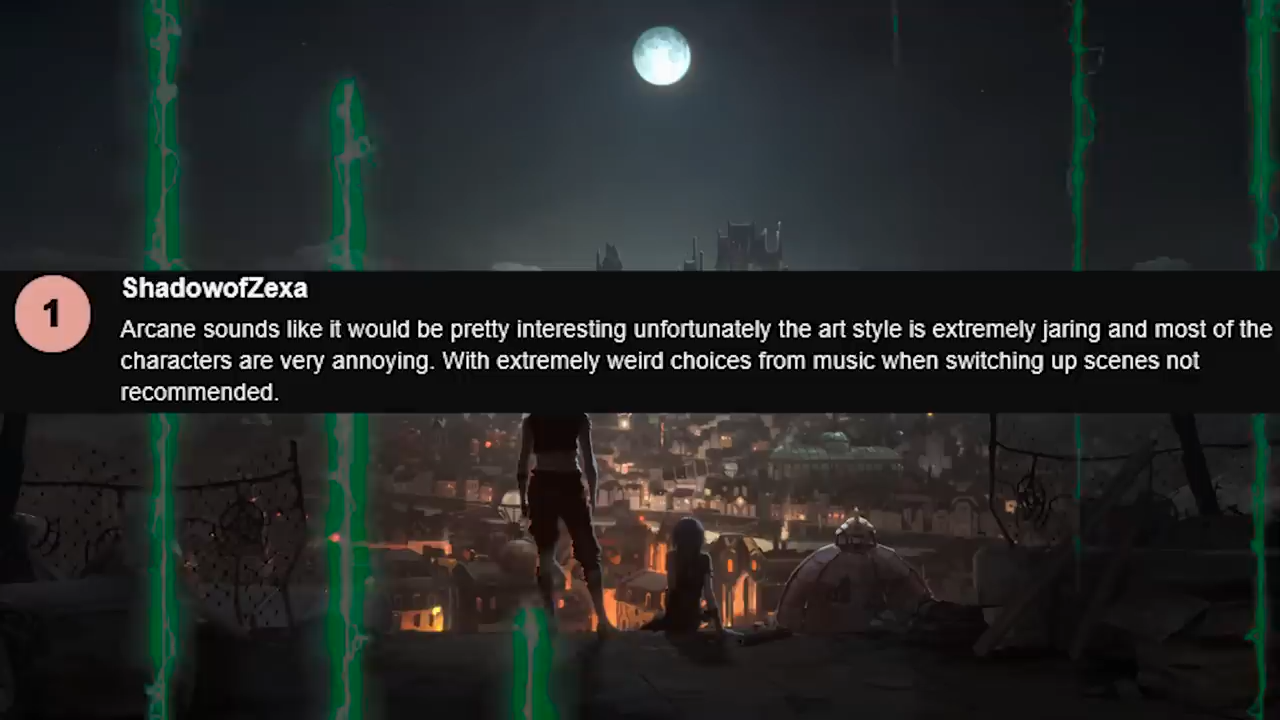 1
ShadowofZexa
Arcane sounds like it would be pretty interesting unfortunately the art style is extremely jaring and most of the
characters are very annoying. With extremely weird choices from music when switching up scenes not
recommended.